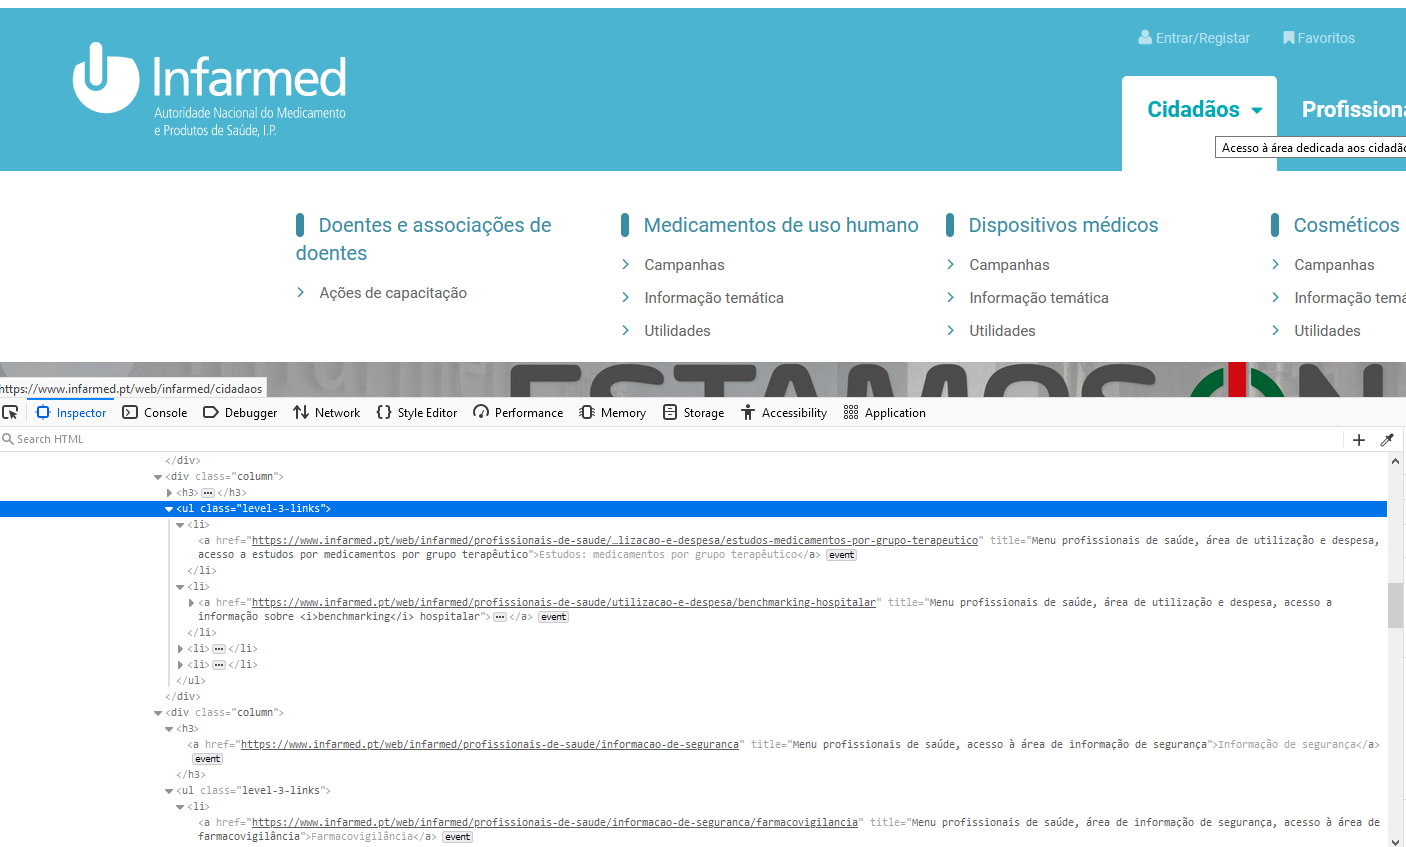 Entrar/Registar Favoritos
Infarmed
Autoridade Nacional do Medicamento
e Produtos de Saúde, I.P.
Cidadãos Profissiona
Acesso à área dedicada aos cidadão
Doentes e associações de
doentes
Ações de capacitação
Medicamentos de uso humano
Campanhas
Informação temática
Utilidades
Dispositivos médicos
Campanhas
Informação temática
Utilidades
Cosméticos
Campanhas
Informação temá
Utilidades
ESTAMOS ON
https://www.infarmed.pt/web/infarmed/cidadaos
Inspector Console Debugger Network Style Editor Performance Memory Storage Accessibility Application
Search HTML
</div>
<div class="column">
<h3>···</h3>
<ul class="level-3-links">
<li>
<a href="https://www.infarmed.pt/web/infarmed/profissionais-de-saude/…lizacao-e-despesa/estudos-medicamentos-por-grupo-terapeutico" title="Menu profissionais de saúde, área de utilização e despesa,
acesso a estudos por medicamentos por grupo terapêutico">Estudos: medicamentos por grupo terapêutico</a> event
</li>
<li>
<a href="https://www.infarmed.pt/web/infarmed/profissionais-de-saude/utilizacao-e-despesa/benchmarking-hospitalar" title="Menu profissionais de saúde, área de utilização e despesa, acesso a
informação sobre <i>benchmarking</i> hospitalar">···</a> event
</li>
<li>···</li>
<li>···</li>
</ul>
</div>
<div class="column">
<h3>
<a href="https://www.infarmed.pt/web/infarmed/profissionais-de-saude/informacao-de-seguranca" title="Menu profissionais de saúde, acesso à área de informação de segurança">Informação de segurança</a>
event
</h3>
<ul class="level-3-links">
<li>
<a href="https://www.infarmed.pt/web/infarmed/profissionais-de-saude/informacao-de-seguranca/farmacovigilancia" title="Menu profissionais de saúde, área de informação de segurança, acesso à área de
farmacovigilância">Farmacovigilância</a> event